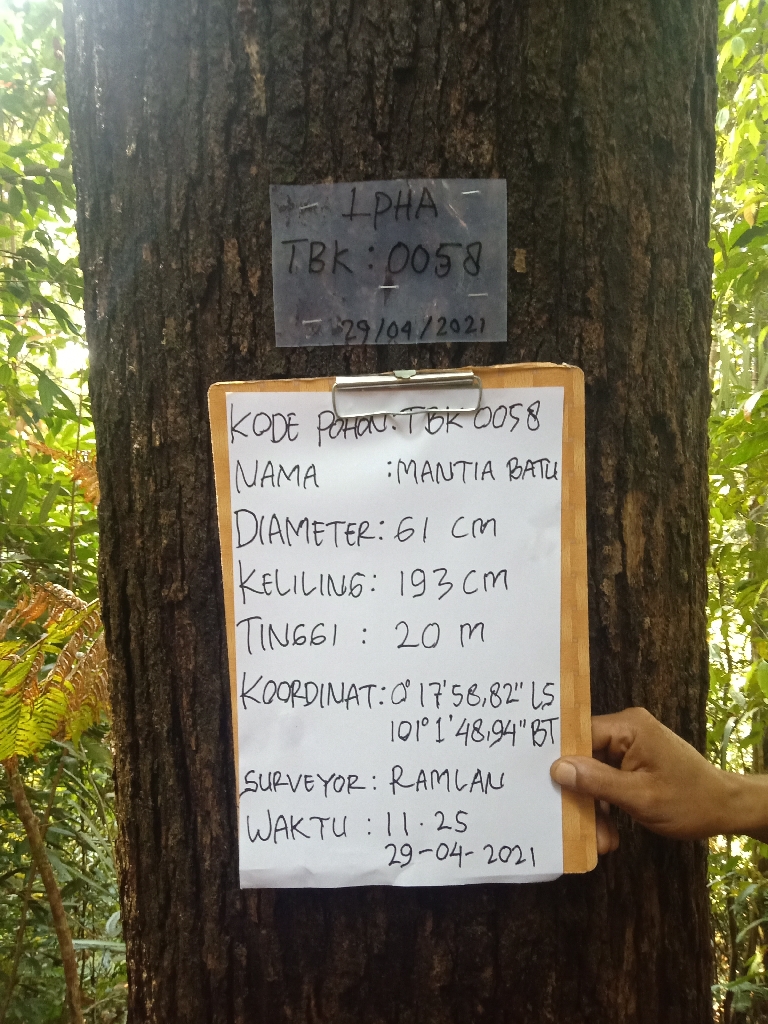 LPHA
TBK : 0058
29/04/2021
KODE POHON : TBK 0058
NAMA : MANTIA BATU
DIAMETER : 61 CM
KELILING : 193 CM
TINGGI : 20 M
KOORDINAT : 0° 17' 58,82" LS
101° 1' 48,94" BT
SURVEYOR : RAMLAN
WAKTU : 11.25
29-04-2021